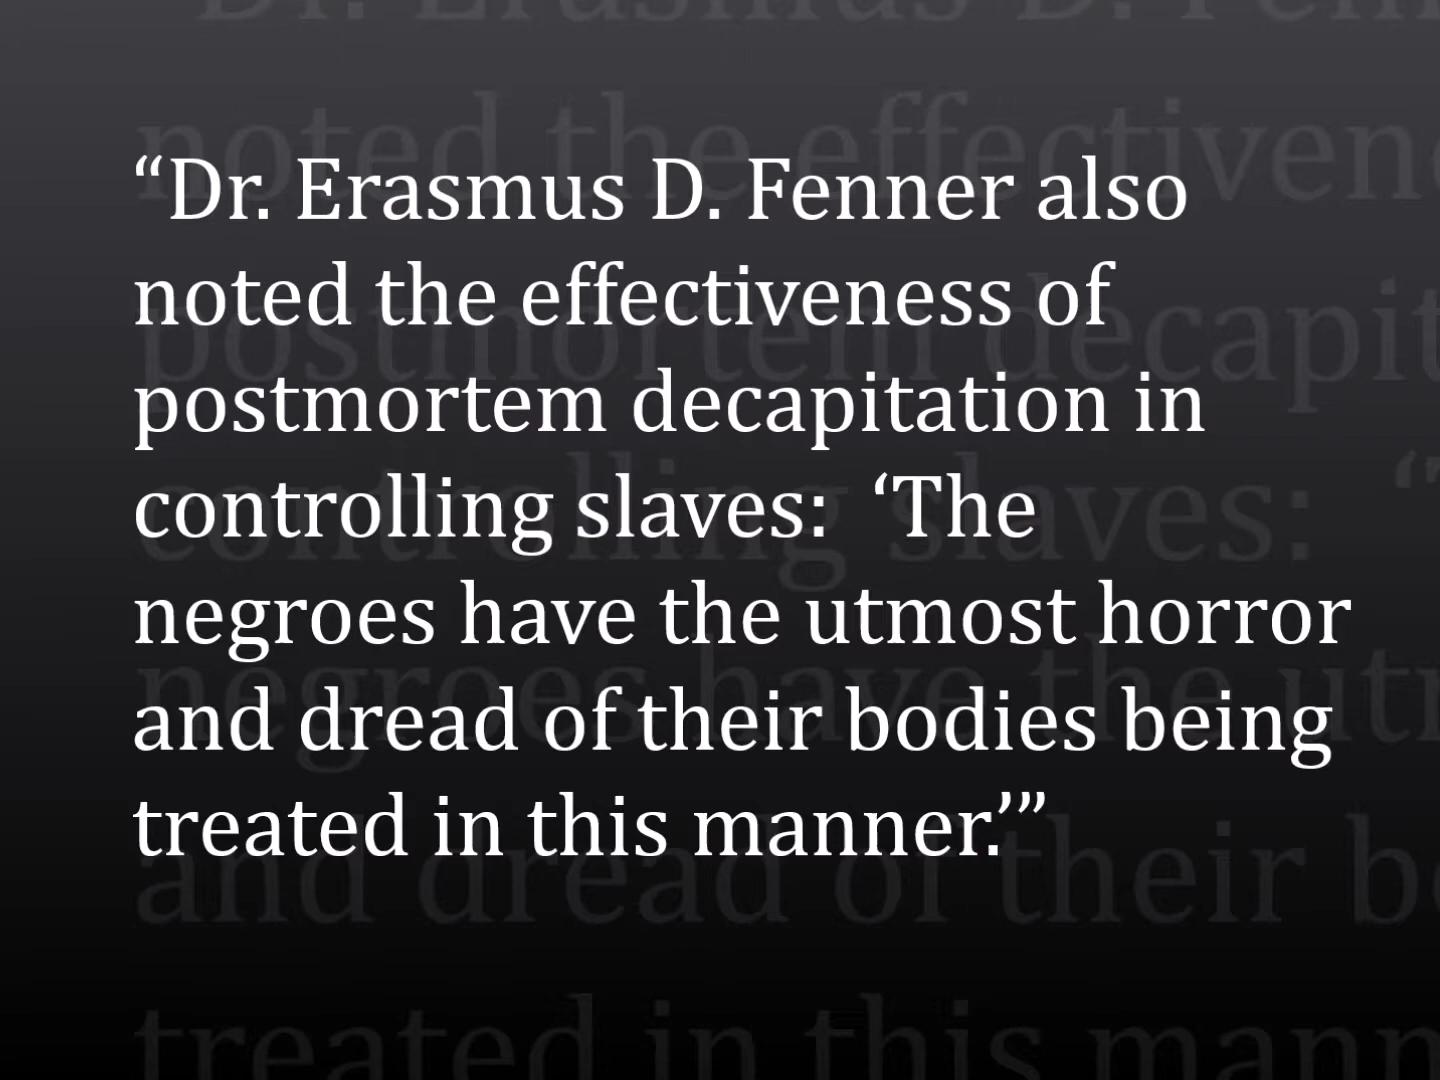 “Dr. Erasmus D. Fenner also
noted the effectiveness of
postmortem decapitation in
controlling slaves:  ‘The
negroes have the utmost horror
and dread of their bodies being
treated in this manner.’”